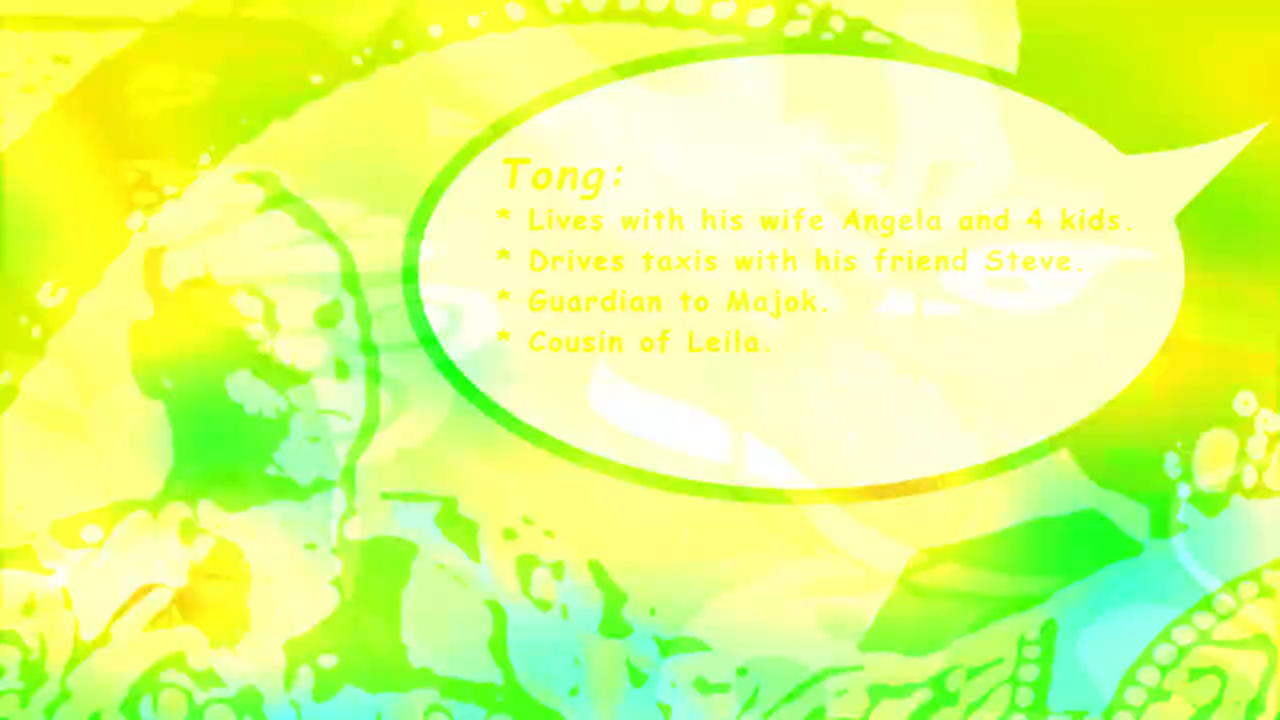 Tong:
* Lives with his wife Angela and 4 kids.
* Drives taxis with his friend Steve.
* Guardian to Majok.
* Cousin of Leila.